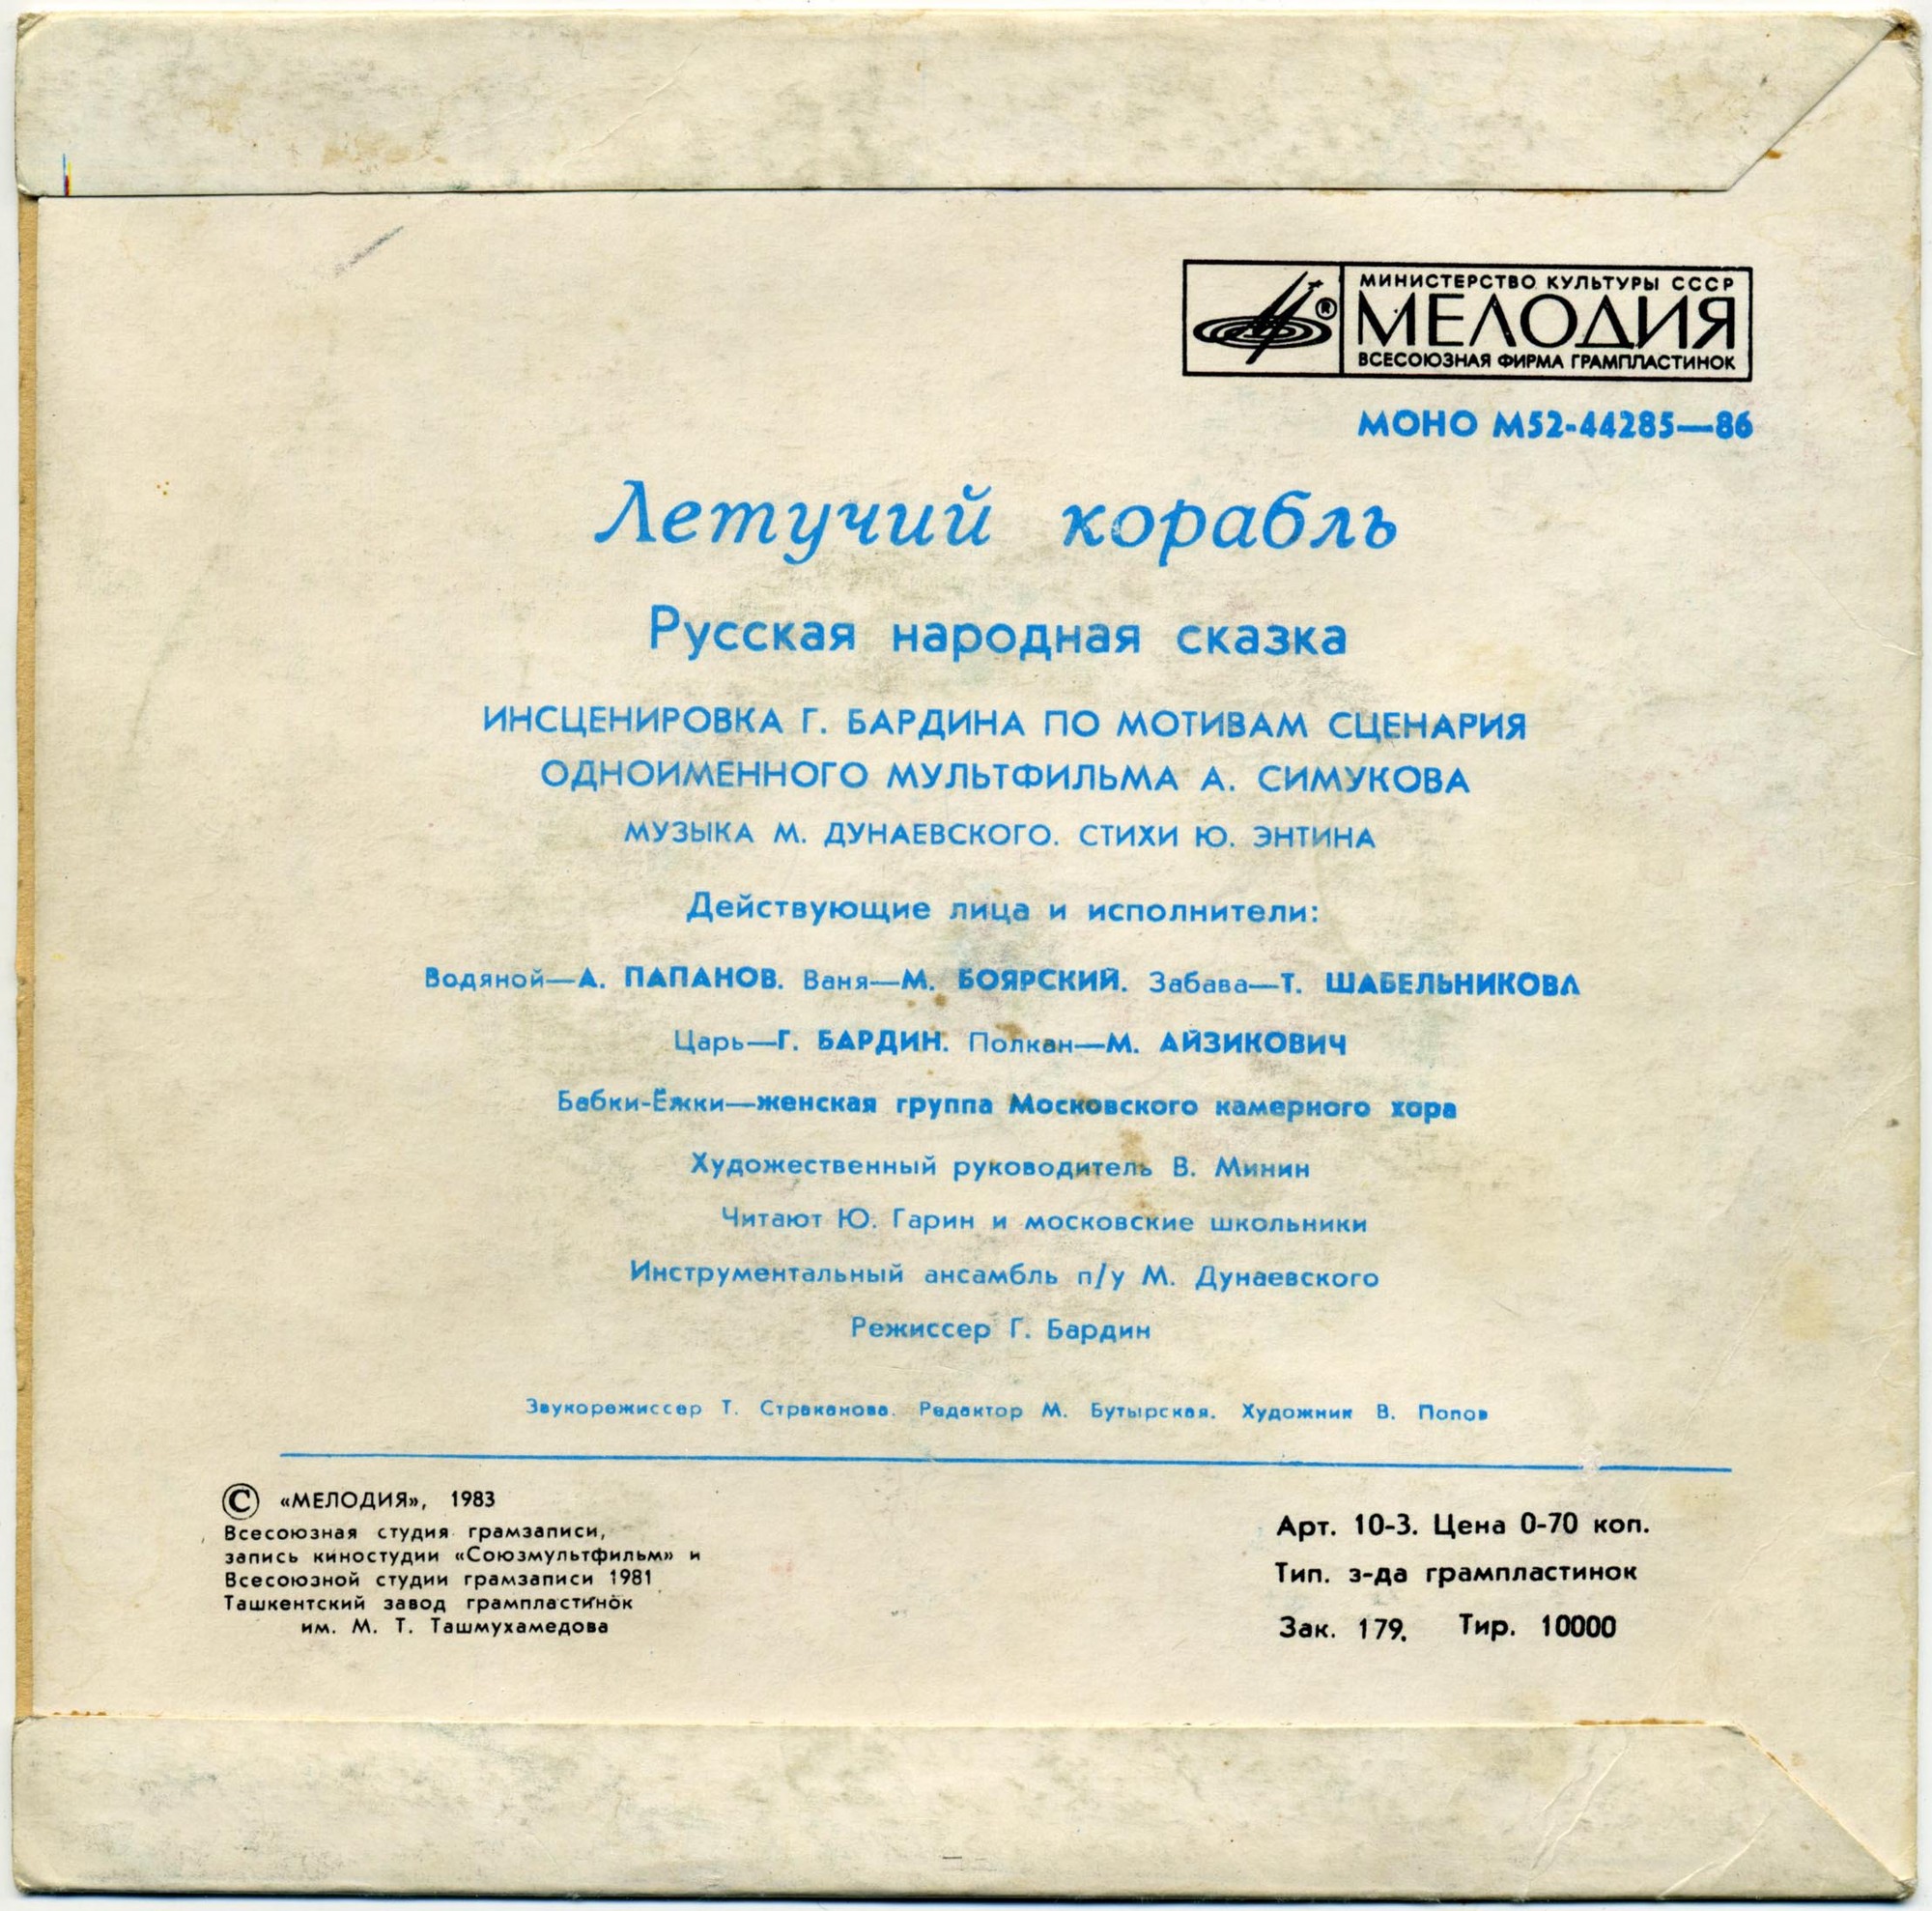 МИНИСТЕРСТВО КУЛЬТУРЫ СССР
МЕЛОДИЯ
®
ВСЕСОЮЗНАЯ ФИРМА ГРАМПЛАСТИНОК
МОНО М52-44285—86
Летучий корабль
Русская народная сказка
ИНСЦЕНИРОВКА Г. БАРДИНА ПО МОТИВАМ СЦЕНАРИЯ
ОДНОИМЕННОГО МУЛЬТФИЛЬМА А. СИМУКОВА
МУЗЫКА М. ДУНАЕВСКОГО. СТИХИ Ю. ЭНТИНА
Действующие лица и исполнители:
Водяной—А. ПАПАНОВ. Ваня—М. БОЯРСКИЙ. Забава—Т. ШАБЕЛЬНИКОВА
Царь—Г. БАРДИН. Полкан—М. АЙЗИКОВИЧ
Бабки-Ёжки—женская группа Московского камерного хора
Художественный руководитель В. Минин
Читают Ю. Гарин и московские школьники
Инструментальный ансамбль п/у М. Дунаевского
Режиссер Г. Бардин
Звукорежиссер Т. Страканова. Редактор М. Бутырская. Художник В. Попов
© «МЕЛОДИЯ», 1983
Всесоюзная студия грамзаписи,
запись киностудии «Союзмультфильм» и
Всесоюзной студии грамзаписи 1981
Ташкентский завод грампластинок
им. М. Т. Ташмухамедова
Арт. 10-3. Цена 0-70 коп.
Тип. з-да грампластинок
Зак. 179. Тир. 10000